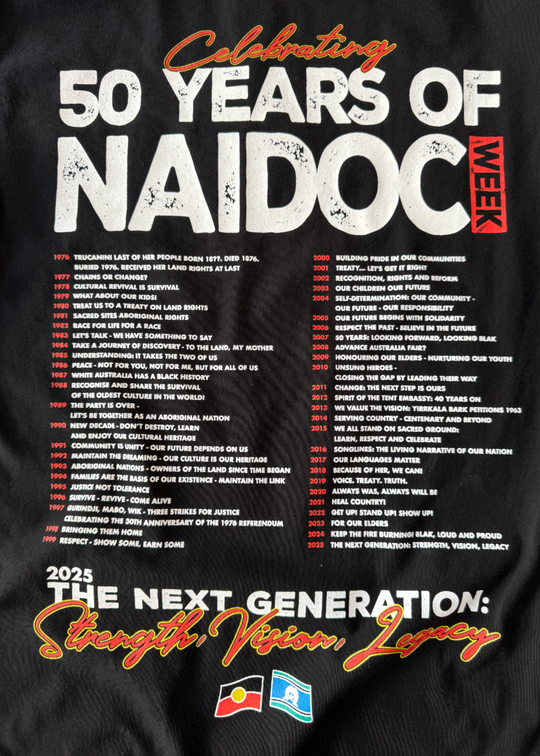 Celebrating
50 YEARS OF
NAIDOC WEEK
1976 TRUCANINI LAST OF HER PEOPLE BORN 18??. DIED 1876.
BURIED 1976. RECEIVED HER LAND RIGHTS AT LAST
1977 CHAINS OR CHANGE?
1978 CULTURAL REVIVAL IS SURVIVAL
1979 WHAT ABOUT OUR KIDS!
1980 TREAT US TO A TREATY ON LAND RIGHTS
1981 SACRED SITES ABORIGINAL RIGHTS
1982 RACE FOR LIFE FOR A RACE
1983 LET'S TALK - WE HAVE SOMETHING TO SAY
1984 TAKE A JOURNEY OF DISCOVERY - TO THE LAND, MY MOTHER
1985 UNDERSTANDING: IT TAKES THE TWO OF US
1986 PEACE - NOT FOR YOU, NOT FOR ME, BUT FOR ALL OF US
1987 WHITE AUSTRALIA HAS A BLACK HISTORY
1988 RECOGNISE AND SHARE THE SURVIVAL
OF THE OLDEST CULTURE IN THE WORLD!
1989 THE PARTY IS OVER -
LET'S BE TOGETHER AS AN ABORIGINAL NATION
1990 NEW DECADE - DON'T DESTROY, LEARN
AND ENJOY OUR CULTURAL HERITAGE
1991 COMMUNITY IS UNITY - OUR FUTURE DEPENDS ON US
1992 MAINTAIN THE DREAMING - OUR CULTURE IS OUR HERITAGE
1993 ABORIGINAL NATIONS - OWNERS OF THE LAND SINCE TIME BEGAN
1994 FAMILIES ARE THE BASIS OF OUR EXISTENCE - MAINTAIN THE LINK
1995 JUSTICE NOT TOLERANCE
1996 SURVIVE - REVIVE - COME ALIVE
1997 GURINDJI, MABO, WIK - THREE STRIKES FOR JUSTICE
CELEBRATING THE 30TH ANNIVERSARY OF THE 1976 REFERENDUM
1998 BRINGING THEM HOME
1999 RESPECT - SHOW SOME, EARN SOME
2000 BUILDING PRIDE IN OUR COMMUNITIES
2001 TREATY... LET'S GET IT RIGHT
2002 RECOGNITION, RIGHTS AND REFORM
2003 OUR CHILDREN OUR FUTURE
2004 SELF-DETERMINATION: OUR COMMUNITY -
OUR FUTURE - OUR RESPONSIBILITY
2005 OUR FUTURE BEGINS WITH SOLIDARITY
2006 RESPECT THE PAST - BELIEVE IN THE FUTURE
2007 50 YEARS: LOOKING FORWARD, LOOKING BLAK
2008 ADVANCE AUSTRALIA FAIR?
2009 HONOURING OUR ELDERS - NURTURING OUR YOUTH
2010 UNSUNG HEROES -
CLOSING THE GAP BY LEADING THEIR WAY
2011 CHANGE: THE NEXT STEP IS OURS
2012 SPIRIT OF THE TENT EMBASSY: 40 YEARS ON
2013 WE VALUE THE VISION: YIRRKALA BARK PETITIONS 1963
2014 SERVING COUNTRY - CENTENARY AND BEYOND
2015 WE ALL STAND ON SACRED GROUND:
LEARN, RESPECT AND CELEBRATE
2016 SONGLINES: THE LIVING NARRATIVE OF OUR NATION
2017 OUR LANGUAGES MATTER
2018 BECAUSE OF HER, WE CAN!
2019 VOICE. TREATY. TRUTH.
2020 ALWAYS WAS, ALWAYS WILL BE
2021 HEAL COUNTRY!
2022 GET UP! STAND UP! SHOW UP!
2023 FOR OUR ELDERS
2024 KEEP THE FIRE BURNING! BLAK, LOUD AND PROUD
2025 THE NEXT GENERATION: STRENGTH, VISION, LEGACY
2025
THE NEXT GENERATION:
Strength, Vision, Legacy